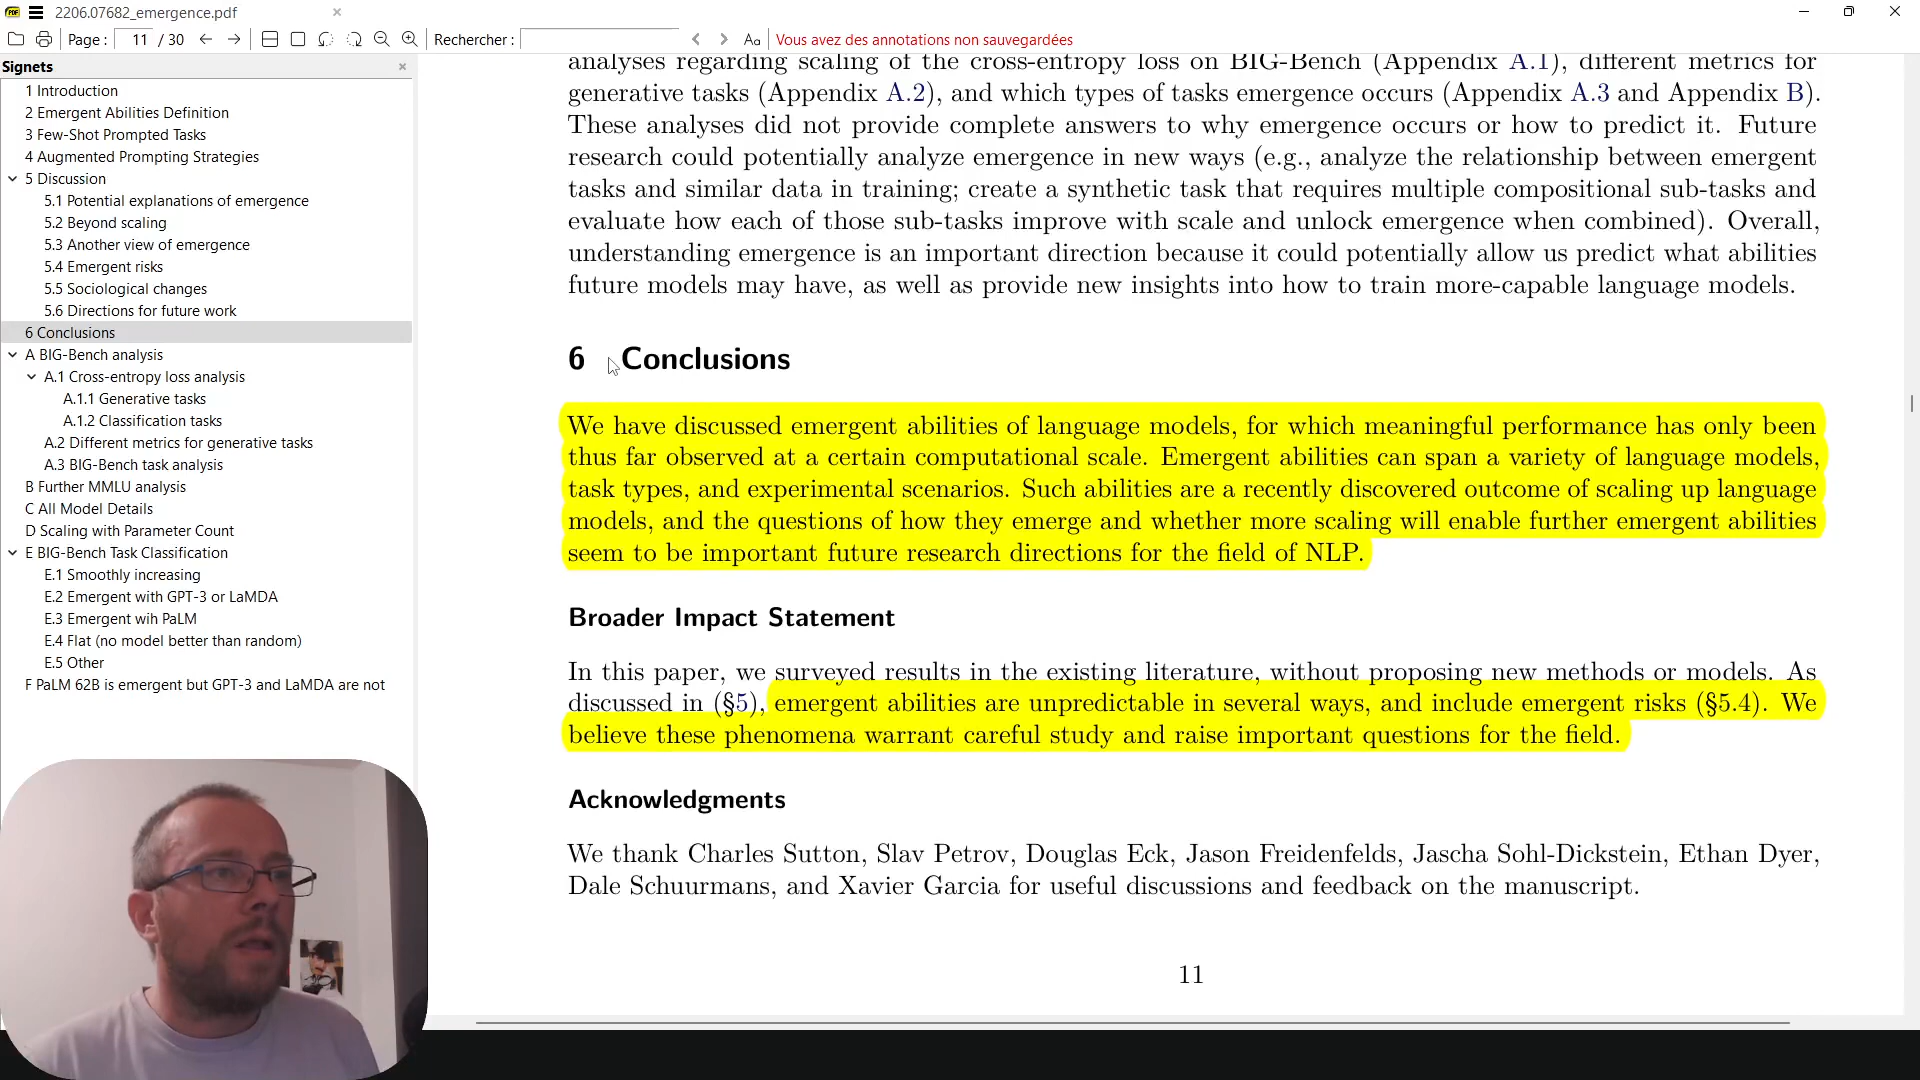 2206.07682_emergence.pdf
Page : 11 / 30 Rechercher : Aa Vous avez des annotations non sauvegardées
Signets
1 Introduction
2 Emergent Abilities Definition
3 Few-Shot Prompted Tasks
4 Augmented Prompting Strategies
5 Discussion
5.1 Potential explanations of emergence
5.2 Beyond scaling
5.3 Another view of emergence
5.4 Emergent risks
5.5 Sociological changes
5.6 Directions for future work
6 Conclusions
A BIG-Bench analysis
A.1 Cross-entropy loss analysis
A.1.1 Generative tasks
A.1.2 Classification tasks
A.2 Different metrics for generative tasks
A.3 BIG-Bench task analysis
B Further MMLU analysis
C All Model Details
D Scaling with Parameter Count
E BIG-Bench Task Classification
E.1 Smoothly increasing
E.2 Emergent with GPT-3 or LaMDA
E.3 Emergent wih PaLM
E.4 Flat (no model better than random)
E.5 Other
F PaLM 62B is emergent but GPT-3 and LaMDA are not
analyses regarding scaling of the cross-entropy loss on BIG-Bench (Appendix A.1), different metrics for
generative tasks (Appendix A.2), and which types of tasks emergence occurs (Appendix A.3 and Appendix B).
These analyses did not provide complete answers to why emergence occurs or how to predict it. Future
research could potentially analyze emergence in new ways (e.g., analyze the relationship between emergent
tasks and similar data in training; create a synthetic task that requires multiple compositional sub-tasks and
evaluate how each of those sub-tasks improve with scale and unlock emergence when combined). Overall,
understanding emergence is an important direction because it could potentially allow us predict what abilities
future models may have, as well as provide new insights into how to train more-capable language models.
6 Conclusions
We have discussed emergent abilities of language models, for which meaningful performance has only been
thus far observed at a certain computational scale. Emergent abilities can span a variety of language models,
task types, and experimental scenarios. Such abilities are a recently discovered outcome of scaling up language
models, and the questions of how they emerge and whether more scaling will enable further emergent abilities
seem to be important future research directions for the field of NLP.
Broader Impact Statement
In this paper, we surveyed results in the existing literature, without proposing new methods or models. As
discussed in (§5), emergent abilities are unpredictable in several ways, and include emergent risks (§5.4). We
believe these phenomena warrant careful study and raise important questions for the field.
Acknowledgments
We thank Charles Sutton, Slav Petrov, Douglas Eck, Jason Freidenfelds, Jascha Sohl-Dickstein, Ethan Dyer,
Dale Schuurmans, and Xavier Garcia for useful discussions and feedback on the manuscript.
11